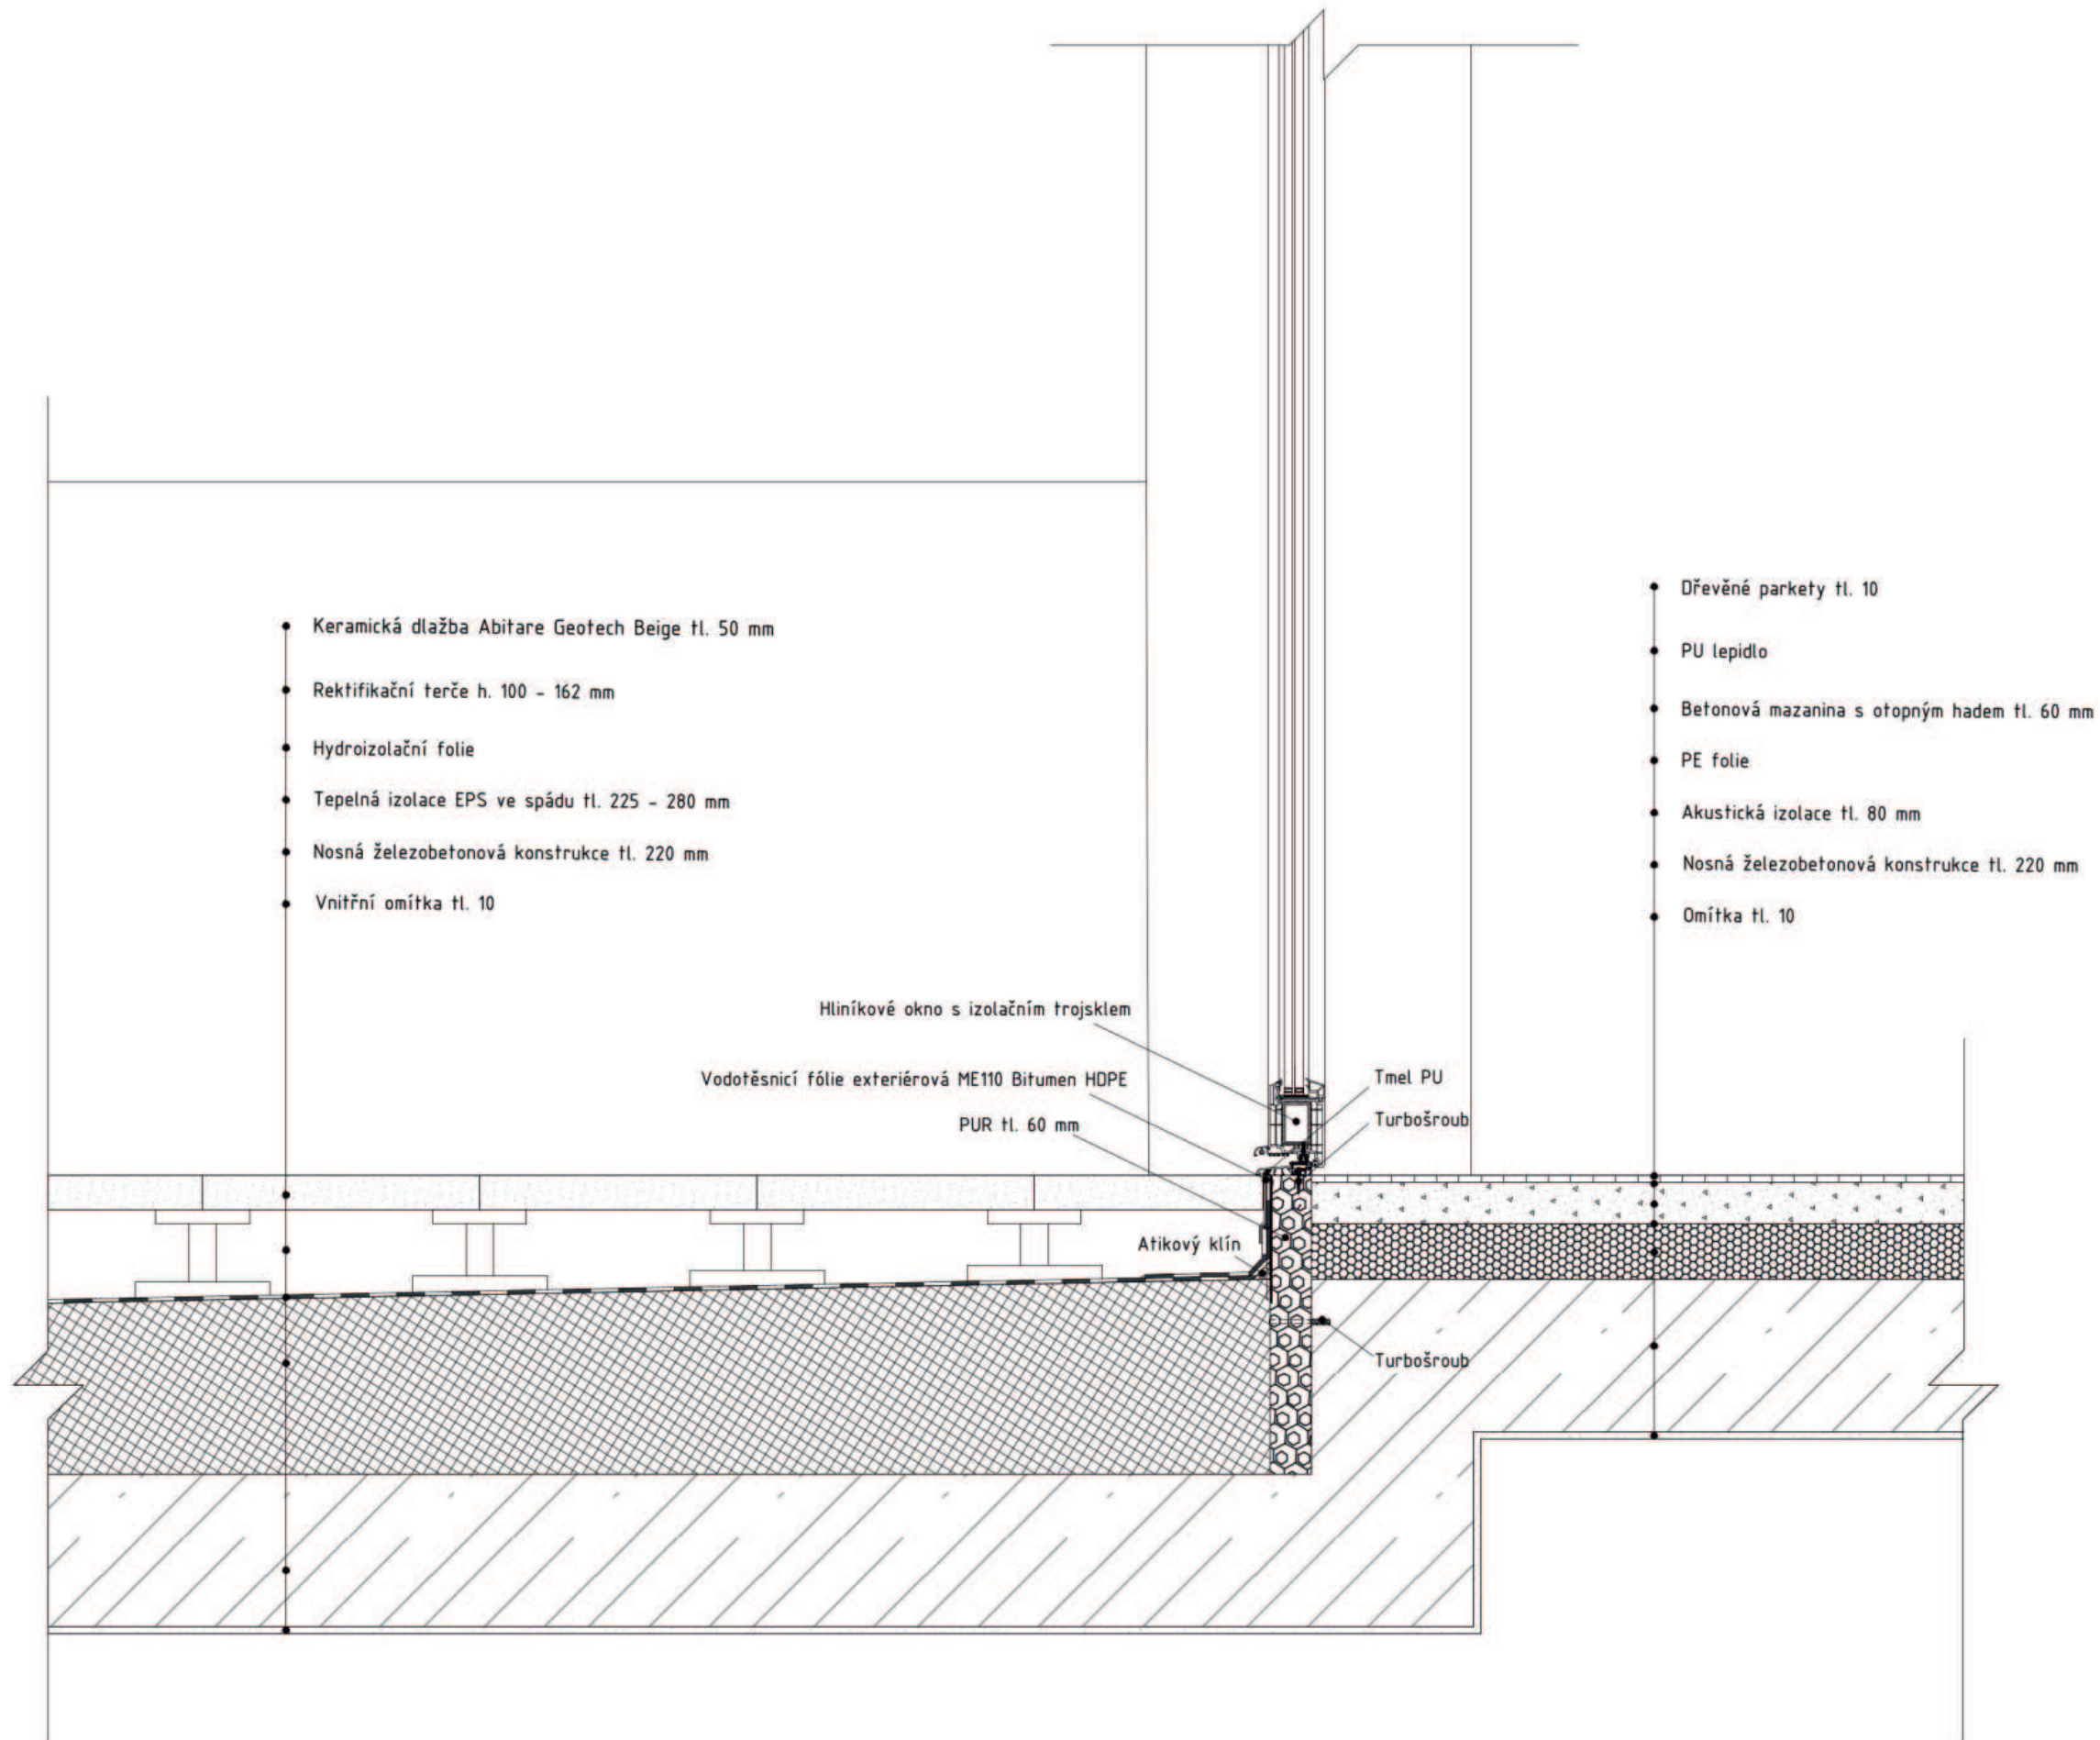 Keramická dlažba Abitare Geotech Beige tl. 50 mm
Rektifikační terče h. 100 - 162 mm
Hydroizolační folie
Tepelná izolace EPS ve spádu tl. 225 - 280 mm
Nosná železobetonová konstrukce tl. 220 mm
Vnitřní omítka tl. 10
Dřevěné parkety tl. 10
PU lepidlo
Betonová mazanina s otopným hadem tl. 60 mm
PE folie
Akustická izolace tl. 80 mm
Nosná železobetonová konstrukce tl. 220 mm
Omítka tl. 10
Hliníkové okno s izolačním trojsklem
Vodotěsnicí fólie exteriérová ME110 Bitumen HDPE
PUR tl. 60 mm
Tmel PU
Turbošroub
Atikový klín
Turbošroub